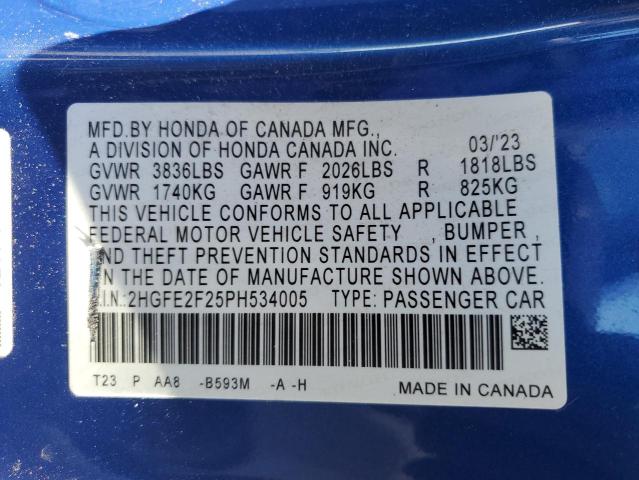 MFD.BY HONDA OF CANADA MFG.,
A DIVISION OF HONDA CANADA INC. 03/'23
GVWR 3836LBS GAWR F 2026LBS R 1818LBS
GVWR 1740KG GAWR F 919KG R 825KG
THIS VEHICLE CONFORMS TO ALL APPLICABLE
FEDERAL MOTOR VEHICLE SAFETY , BUMPER ,
AND THEFT PREVENTION STANDARDS IN EFFECT
ON THE DATE OF MANUFACTURE SHOWN ABOVE.
V.I.N.:2HGFE2F25PH534005 TYPE: PASSENGER CAR
T23 P AA8 -B593M -A -H
MADE IN CANADA